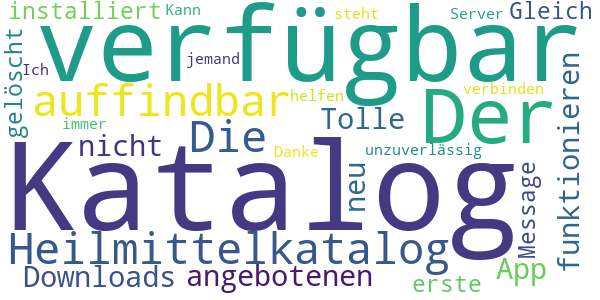 installiert Kann steht Server Gleich
verfügbar
Ich jemand
gelöscht
auffindbar helfen verbinden
Der
immer Die Tolle
nicht Danke unzuverlässig
funktionieren
Katalog
neu
Message
Heilmittelkatalog
Downloads angebotenen erste App